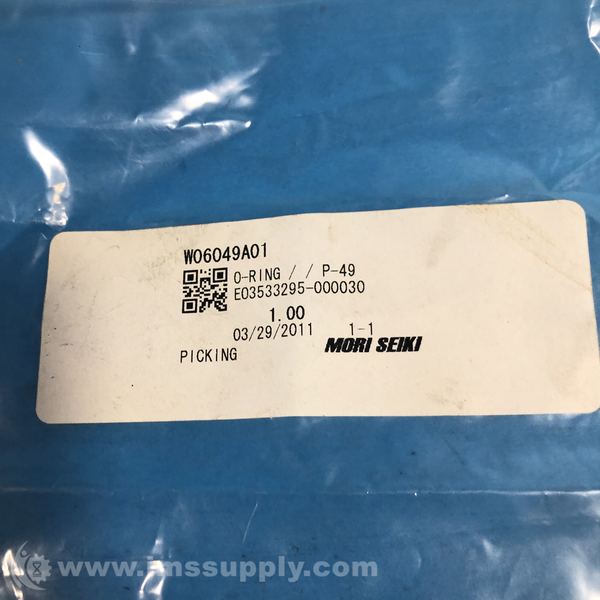 W06049A01
O-RING / / P-49
E03533295-000030
1.00
03/29/2011 1-1
PICKING MORI SEIKI
www.imssupply.com